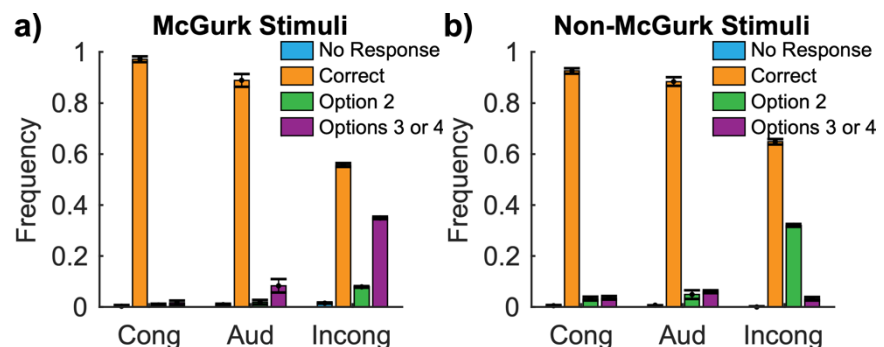 a) McGurk Stimuli
No Response
Correct
Option 2
Options 3 or 4
Frequency
1
0.8
0.6
0.4
0.2
0
Cong Aud Incong
b) Non-McGurk Stimuli
No Response
Correct
Option 2
Options 3 or 4
Frequency
1
0.8
0.6
0.4
0.2
0
Cong Aud Incong